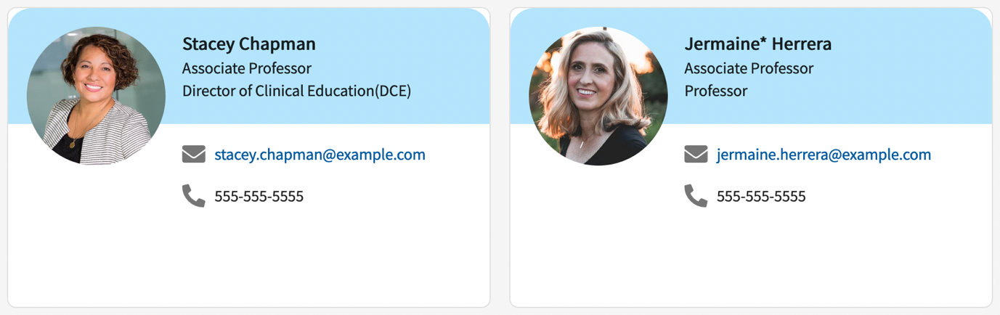 Stacey Chapman
Associate Professor
Director of Clinical Education(DCE)
stacey.chapman@example.com
555-555-5555
Jermaine* Herrera
Associate Professor
Professor
jermaine.herrera@example.com
555-555-5555